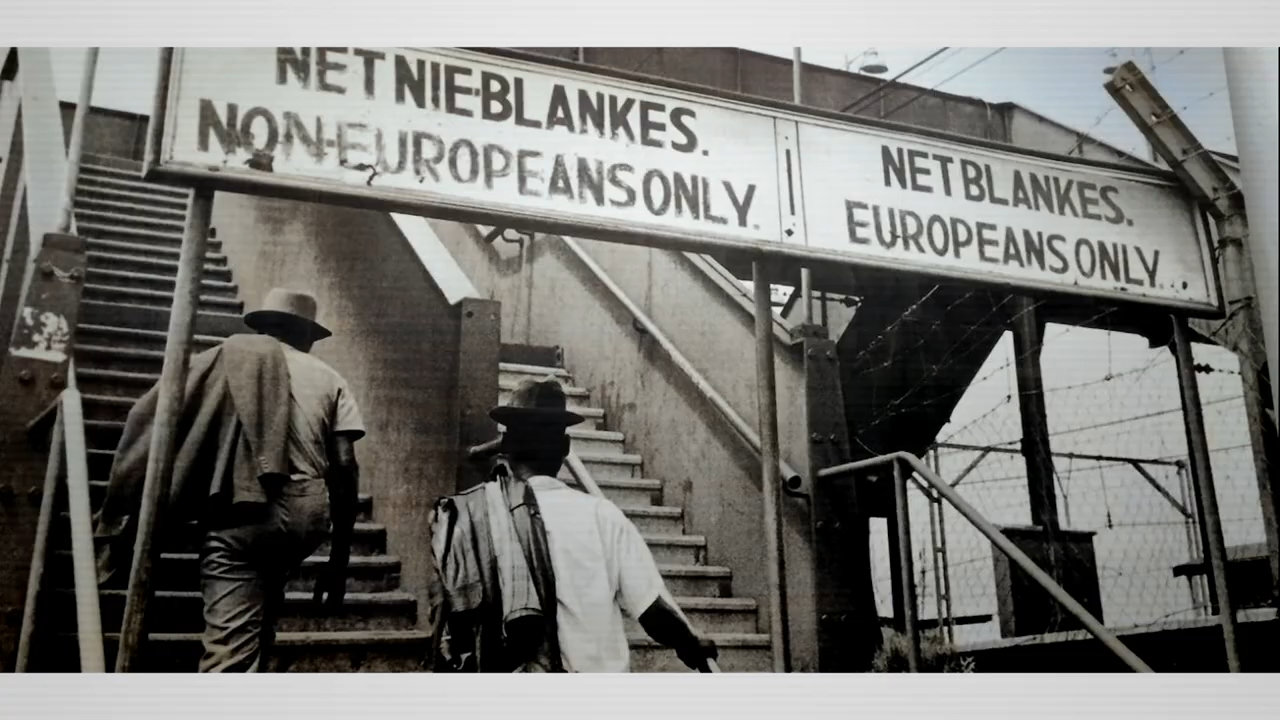 NET NIE-BLANKES.
NON-EUROPEANS ONLY.
NET BLANKES.
EUROPEANS ONLY.